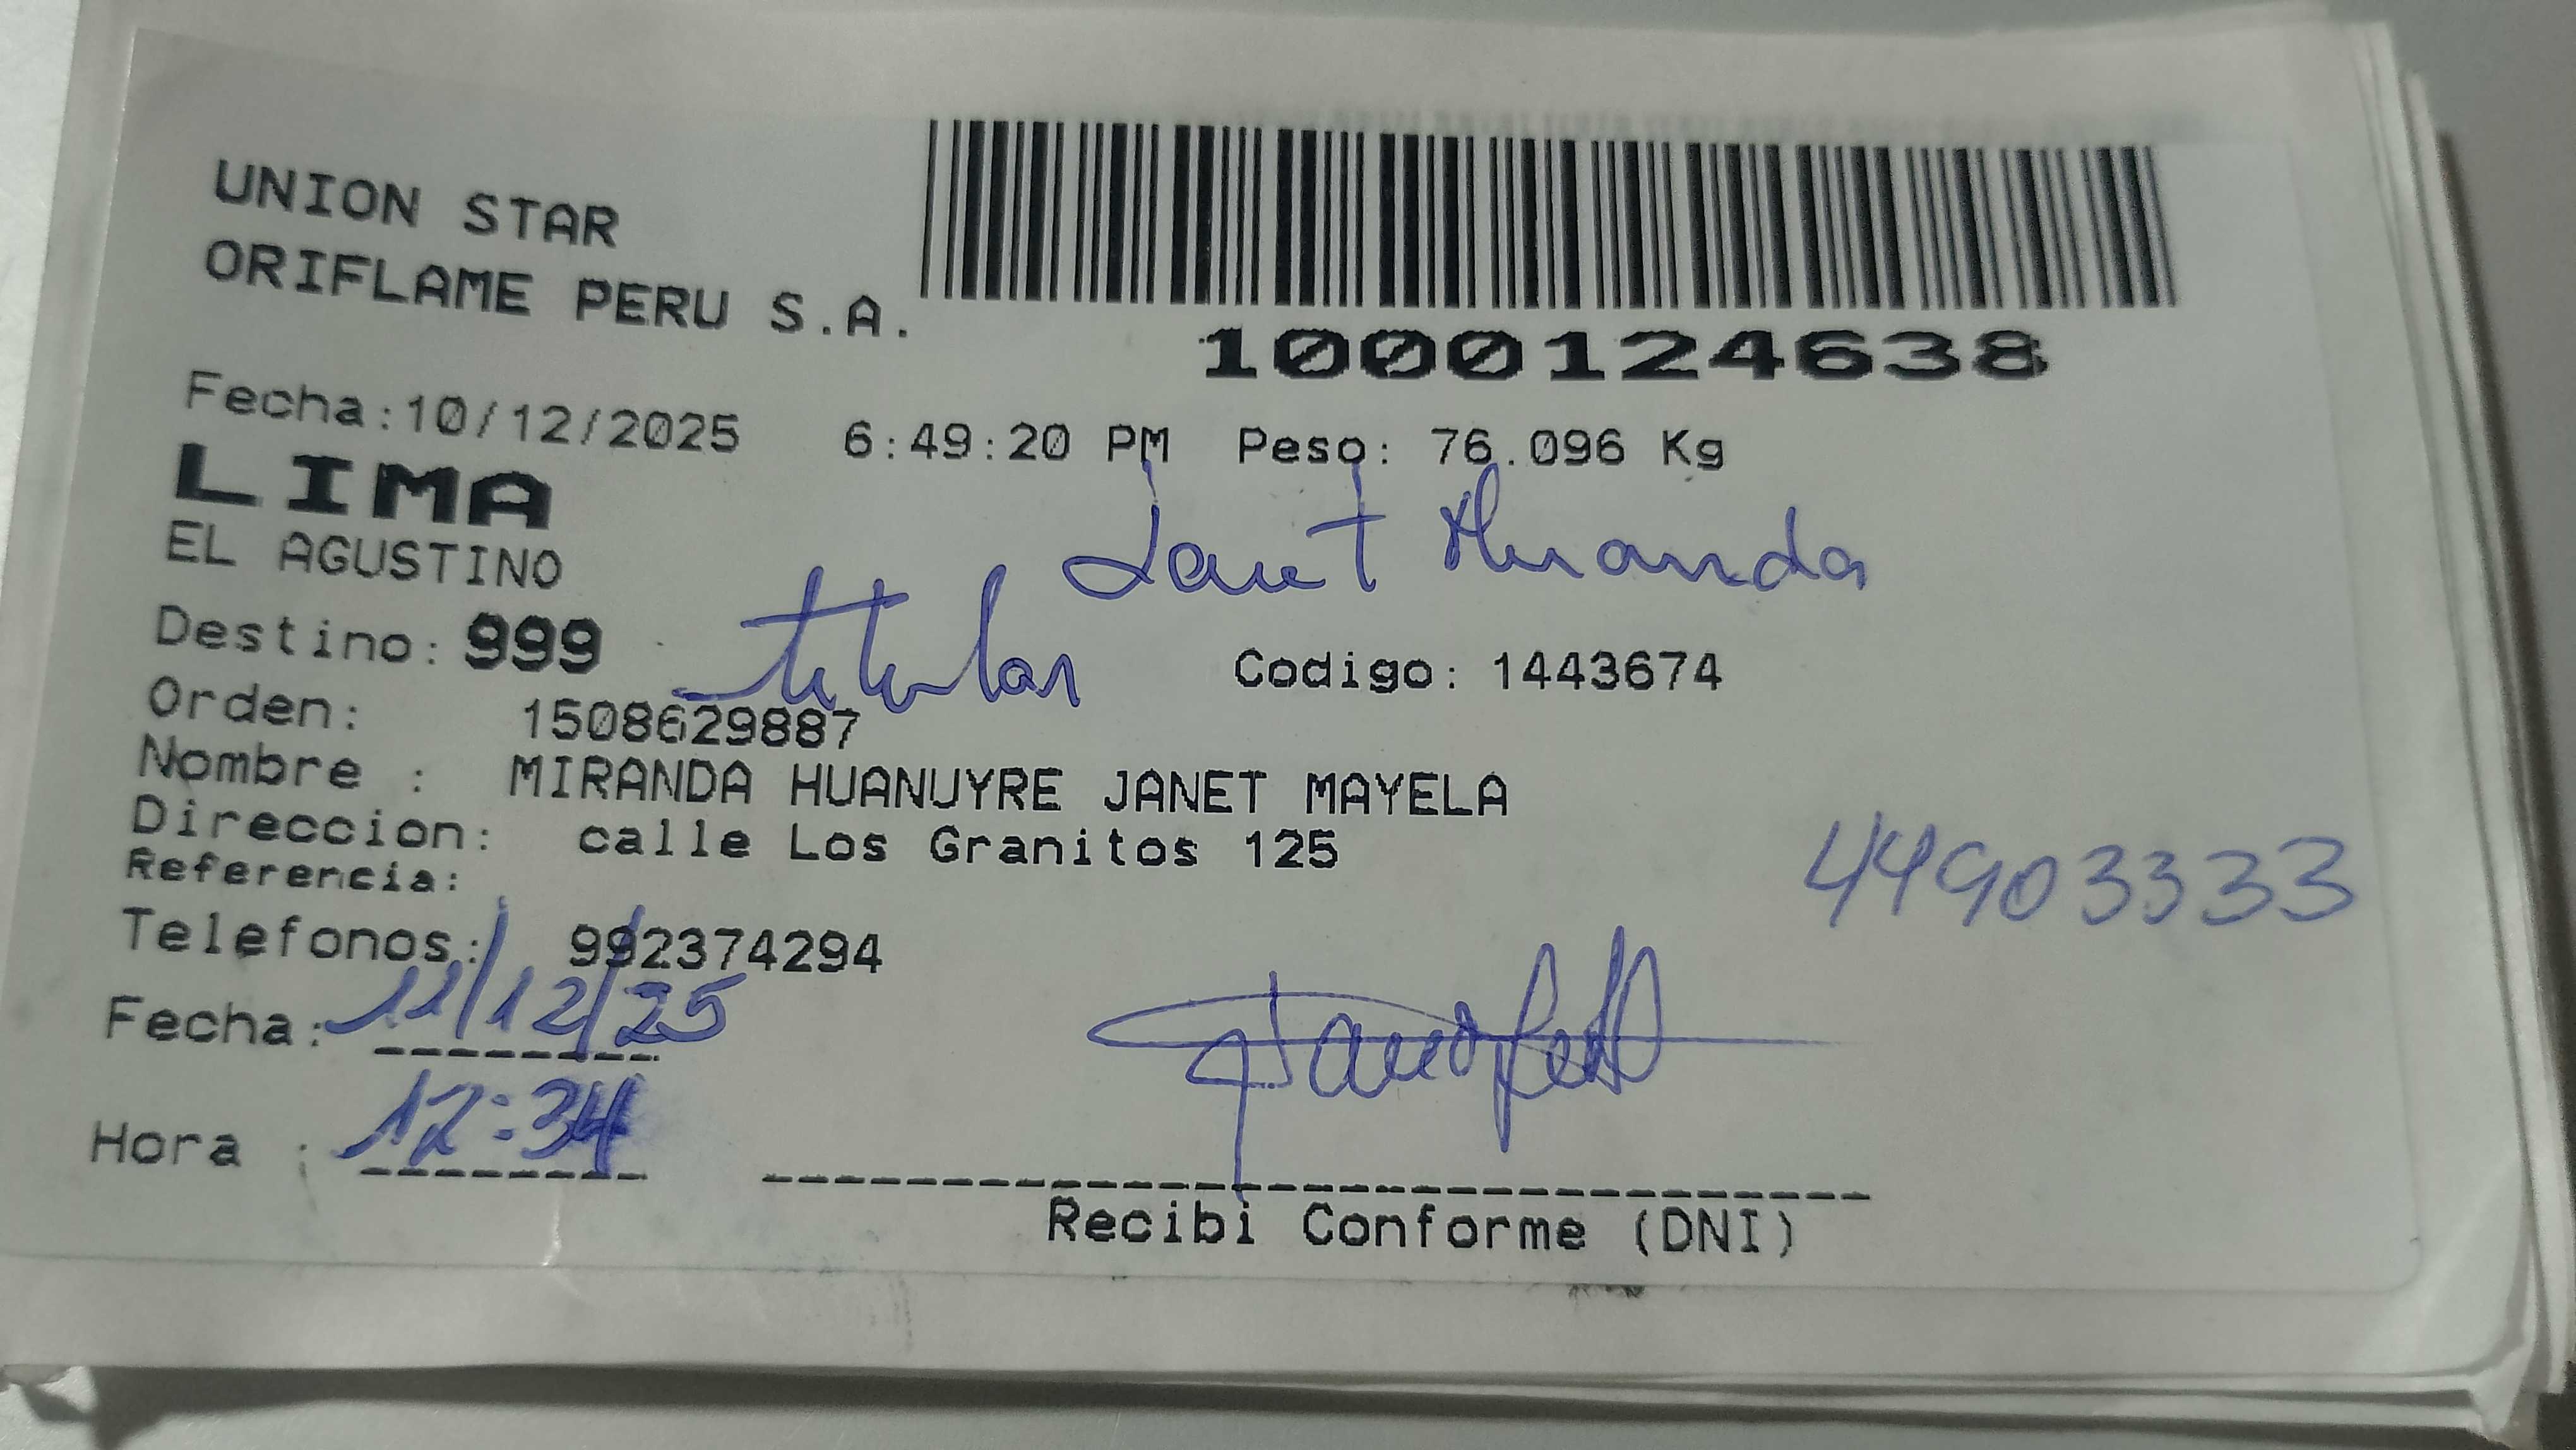 UNION STAR
ORIFLAME PERU S.A.
1000124638
Fecha:10/12/2025 6:49:20 PM Peso: 76.096 Kg
LIMA
EL AGUSTINO
Janet Miranda
Destino: 999 titular Codigo: 1443674
Orden: 1508629887
Nombre : MIRANDA HUANUYRE JANET MAYELA
Direccion: calle Los Granitos 125
Referencia:
44903333
Telefonos: 992374294
Fecha: 11/12/25
Hora : 12:34
Recibi Conforme (DNI)